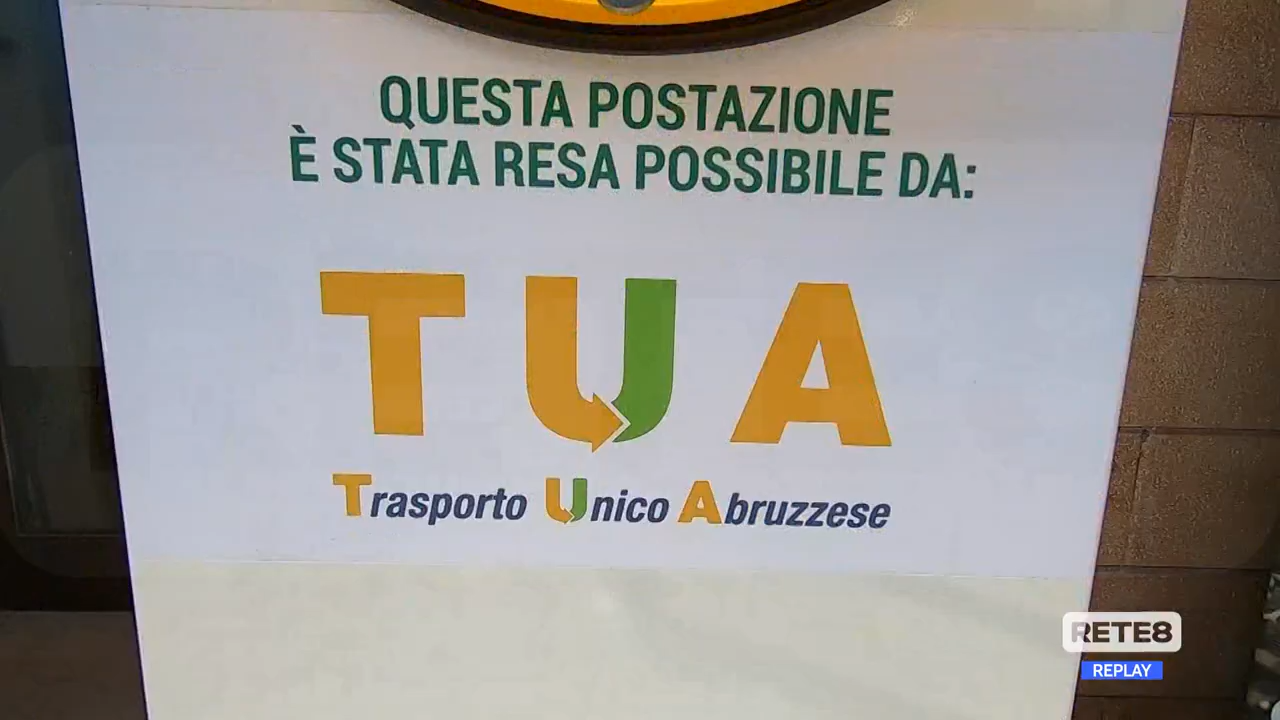 QUESTA POSTAZIONE
È STATA RESA POSSIBILE DA:
TUA
Trasporto Unico Abruzzese
RETE8
REPLAY